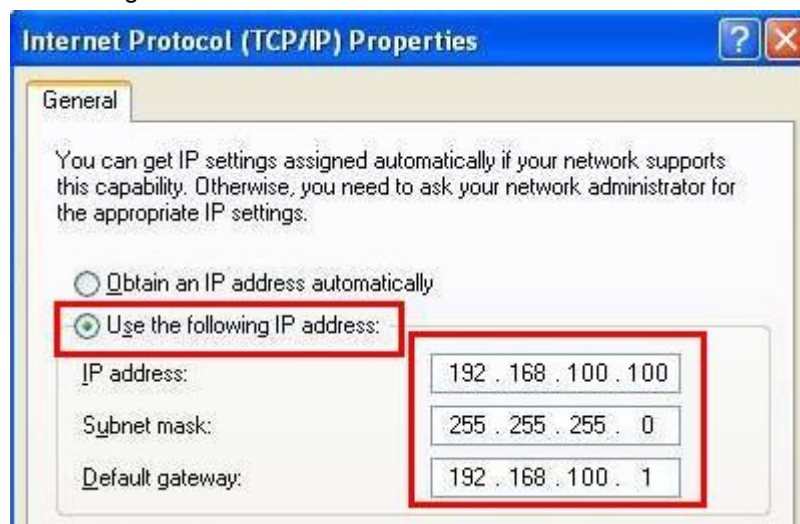 Internet Protocol (TCP/IP) Properties
General
You can get IP settings assigned automatically if your network supports
this capability. Otherwise, you need to ask your network administrator for
the appropriate IP settings.
Obtain an IP address automatically
Use the following IP address:
IP address: 192 . 168 . 100 . 100
Subnet mask: 255 . 255 . 255 . 0
Default gateway: 192 . 168 . 100 . 1